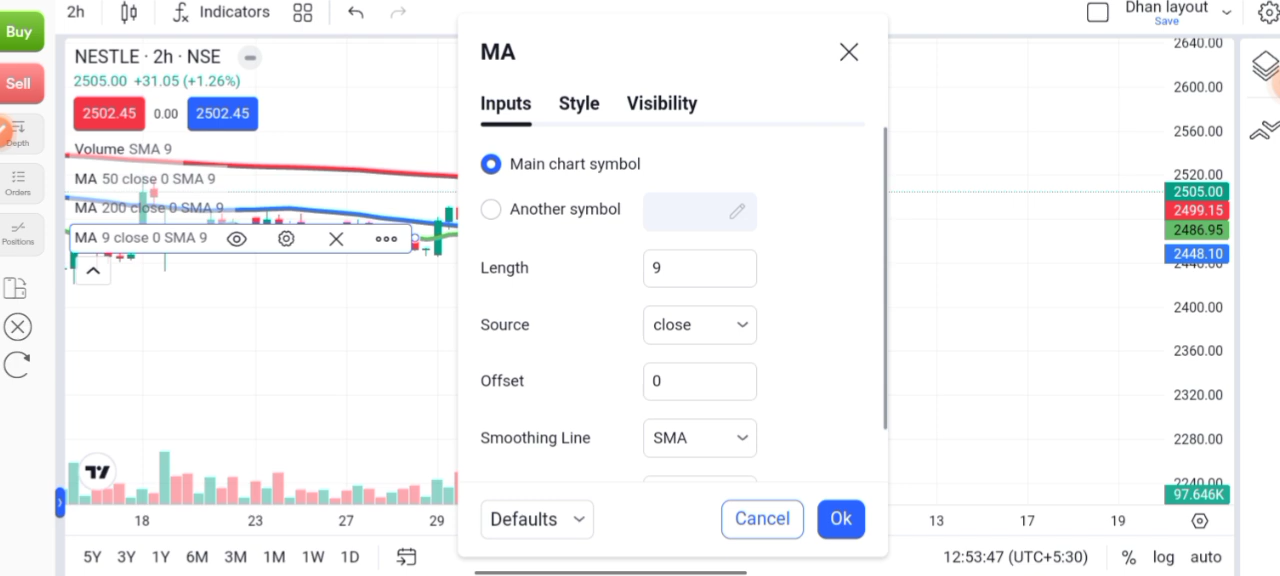 2h Indicators Dhan layout
Save
Buy
Sell
Depth
Orders
Positions
NESTLE · 2h · NSE
2505.00 +31.05 (+1.26%)
2502.45 0.00 2502.45
Volume SMA 9
MA 50 close 0 SMA 9
MA 200 close 0 SMA 9
MA 9 close 0 SMA 9
MA
Inputs Style Visibility
Main chart symbol
Another symbol
Length 9
Source close
Offset 0
Smoothing Line SMA
Defaults Cancel Ok
2640.00
2600.00
2560.00
2520.00
2505.00
2499.15
2486.95
2448.10
2440.00
2400.00
2360.00
2320.00
2280.00
2240.00
97.646K
18 23 27 29 13 17 19
5Y 3Y 1Y 6M 3M 1M 1W 1D 12:53:47 (UTC+5:30) % log auto